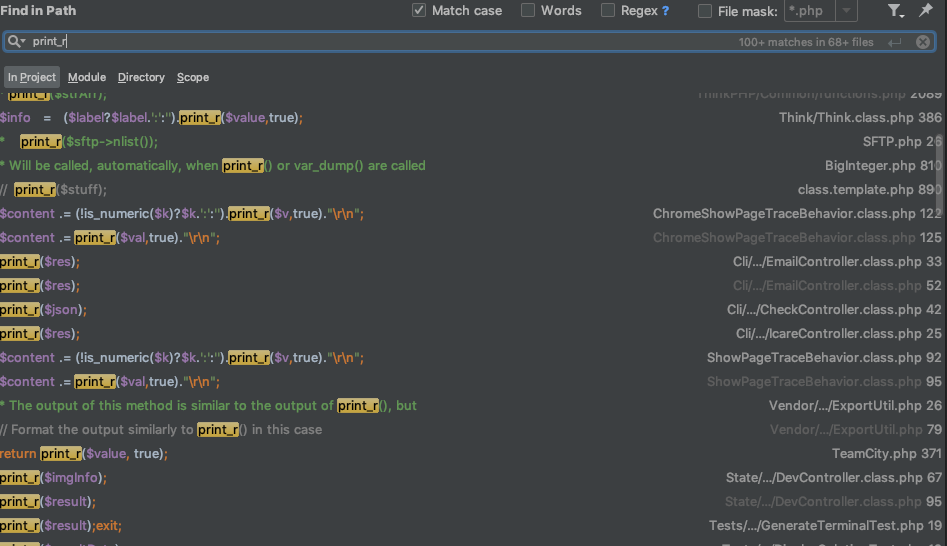 Find in Path
Match case
Words
Regex ?
File mask:
*.php
print_r
100+ matches in 68+ files
In Project Module Directory Scope
* print_r($strArr); ThinkPHP/Common/functions.php 2089
$info = ($label?$label.':':'').print_r($value,true); Think/Think.class.php 386
* print_r($sftp->nlist()); SFTP.php 26
* Will be called, automatically, when print_r() or var_dump() are called BigInteger.php 810
// print_r($stuff); class.template.php 890
$content .= (!is_numeric($k)?$k.':':'').print_r($v,true)."\r\n"; ChromeShowPageTraceBehavior.class.php 122
$content .= print_r($val,true)."\r\n"; ChromeShowPageTraceBehavior.class.php 125
print_r($res); Cli/.../EmailController.class.php 33
print_r($res); Cli/.../EmailController.class.php 52
print_r($json); Cli/.../CheckController.class.php 42
print_r($res); Cli/.../IcareController.class.php 25
$content .= (!is_numeric($k)?$k.':':'').print_r($v,true)."\r\n"; ShowPageTraceBehavior.class.php 92
$content .= print_r($val,true)."\r\n"; ShowPageTraceBehavior.class.php 95
* The output of this method is similar to the output of print_r(), but Vendor/.../ExportUtil.php 26
// Format the output similarly to print_r() in this case Vendor/.../ExportUtil.php 79
return print_r($value, true); TeamCity.php 371
print_r($imgInfo); State/.../DevController.class.php 67
print_r($result); State/.../DevController.class.php 95
print_r($result);exit; Tests/.../GenerateTerminalTest.php 19